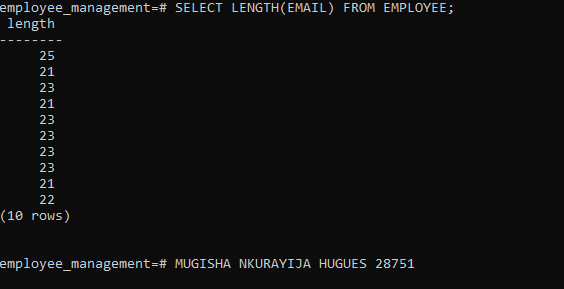 employee_management=# SELECT LENGTH(EMAIL) FROM EMPLOYEE;
length
--------
25
21
23
21
23
23
23
23
21
22
(10 rows)
employee_management=# MUGISHA NKURAYIJA HUGUES 28751